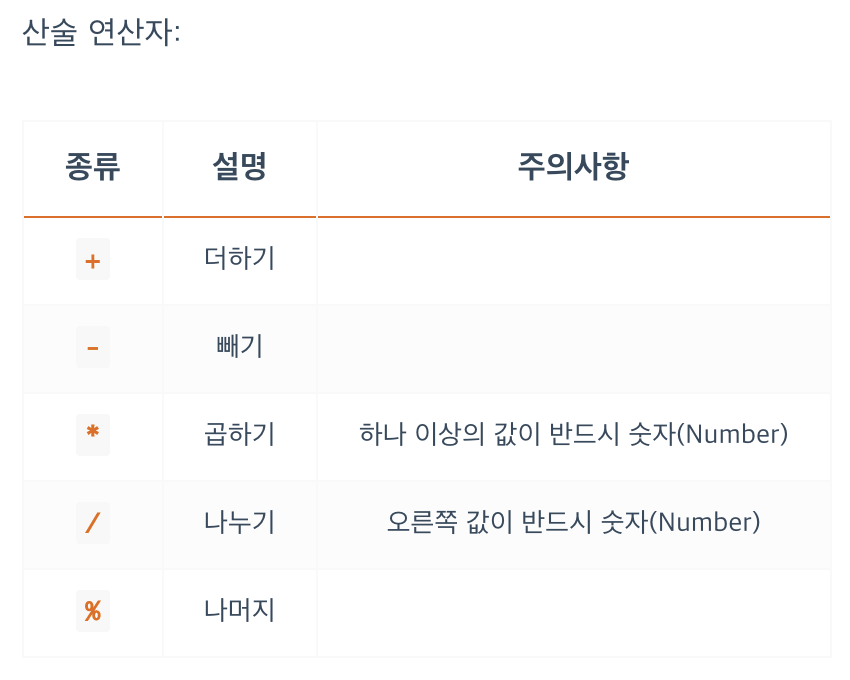 산술 연산자:
종류 설명 주의사항
+ 더하기
- 빼기
* 곱하기 하나 이상의 값이 반드시 숫자(Number)
/ 나누기 오른쪽 값이 반드시 숫자(Number)
% 나머지